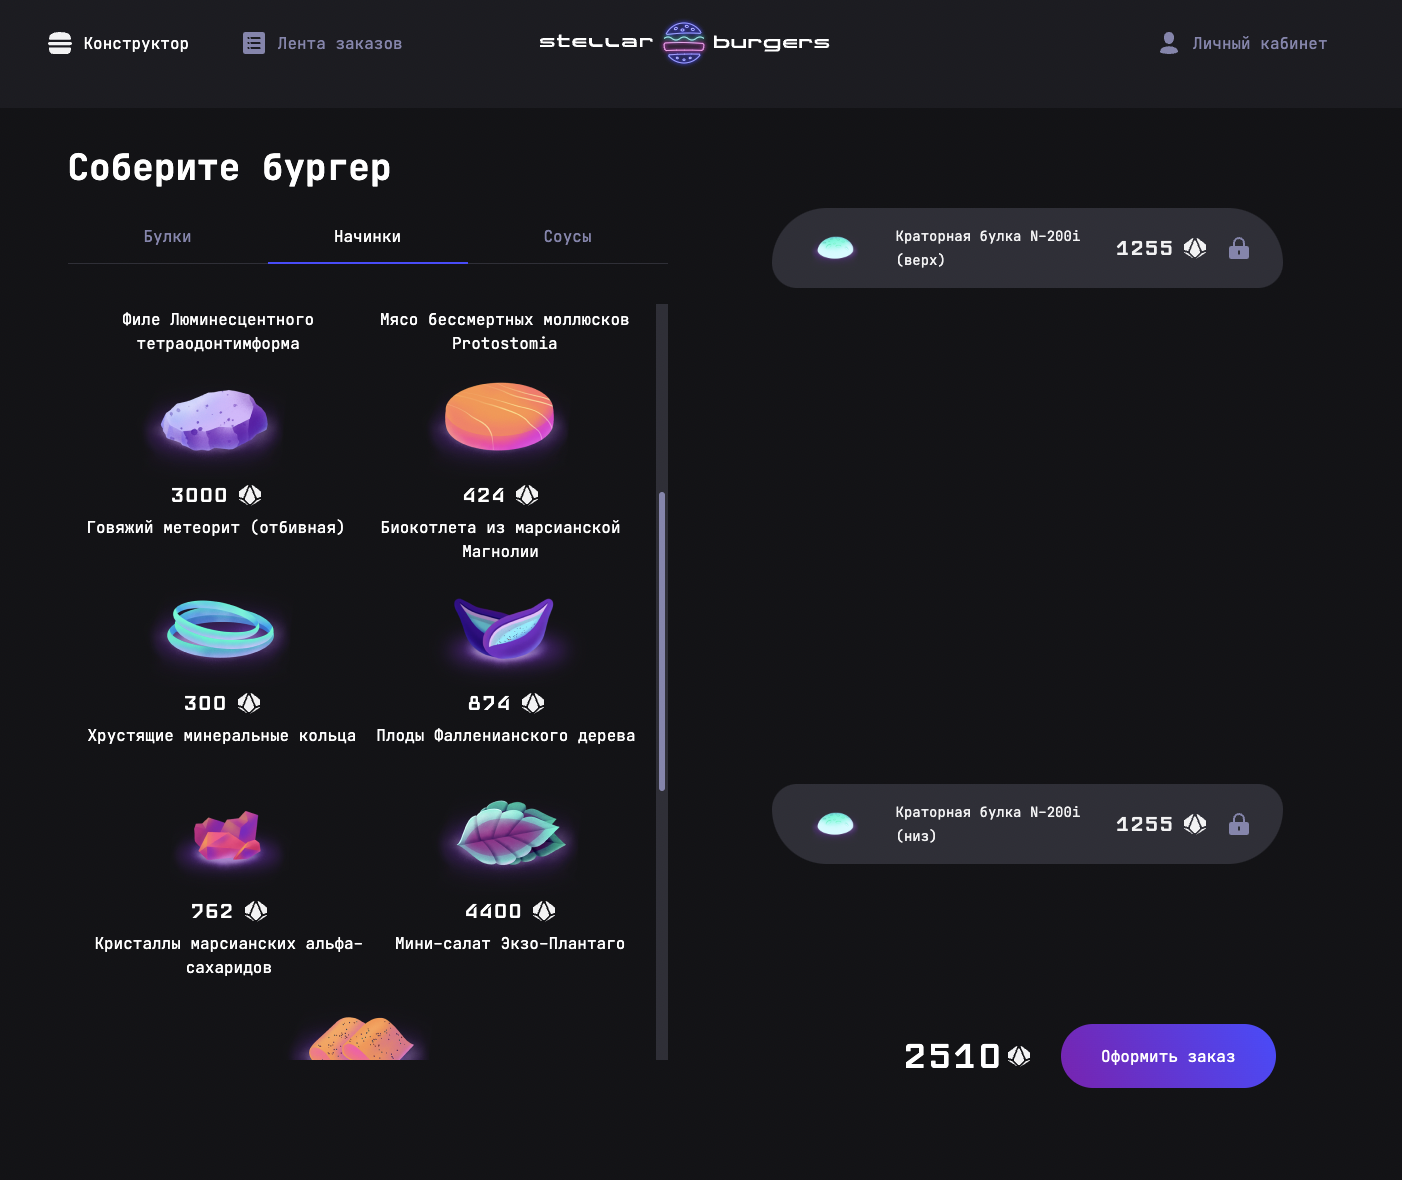 Конструктор
Лента заказов
stellar burgers
Личный кабинет
Соберите бургер
Булки
Начинки
Соусы
Филе Люминесцентного
тетраодонтимформа
Мясо бессмертных моллюсков
Protostomia
3000
424
Говяжий метеорит (отбивная)
Биокотлета из марсианской
Магнолии
300
874
Хрустящие минеральные кольца
Плоды Фалленианского дерева
762
4400
Кристаллы марсианских альфа-
сахаридов
Мини-салат Экзо-Плантаго
Краторная булка N-200i
(верх)
1255
Краторная булка N-200i
(низ)
1255
2510
Оформить заказ